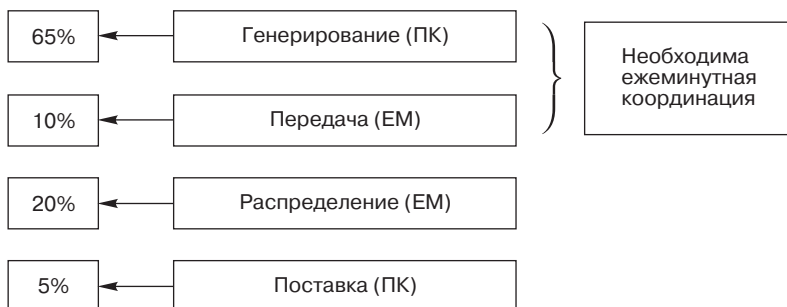 65%
Генерирование (ПК)
10%
Передача (ЕМ)
Необходима
ежеминутная
координация
20%
Распределение (ЕМ)
5%
Поставка (ПК)